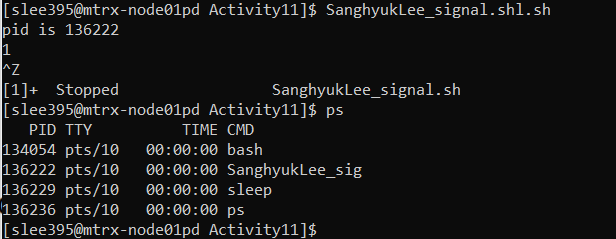 [slee395@mtrx-node01pd Activity11]$ SanghyukLee_signal.shl.sh
pid is 136222
1
^Z
[1]+  Stopped                 SanghyukLee_signal.sh
[slee395@mtrx-node01pd Activity11]$ ps
    PID TTY          TIME CMD
 134054 pts/10   00:00:00 bash
 136222 pts/10   00:00:00 SanghyukLee_sig
 136229 pts/10   00:00:00 sleep
 136236 pts/10   00:00:00 ps
[slee395@mtrx-node01pd Activity11]$